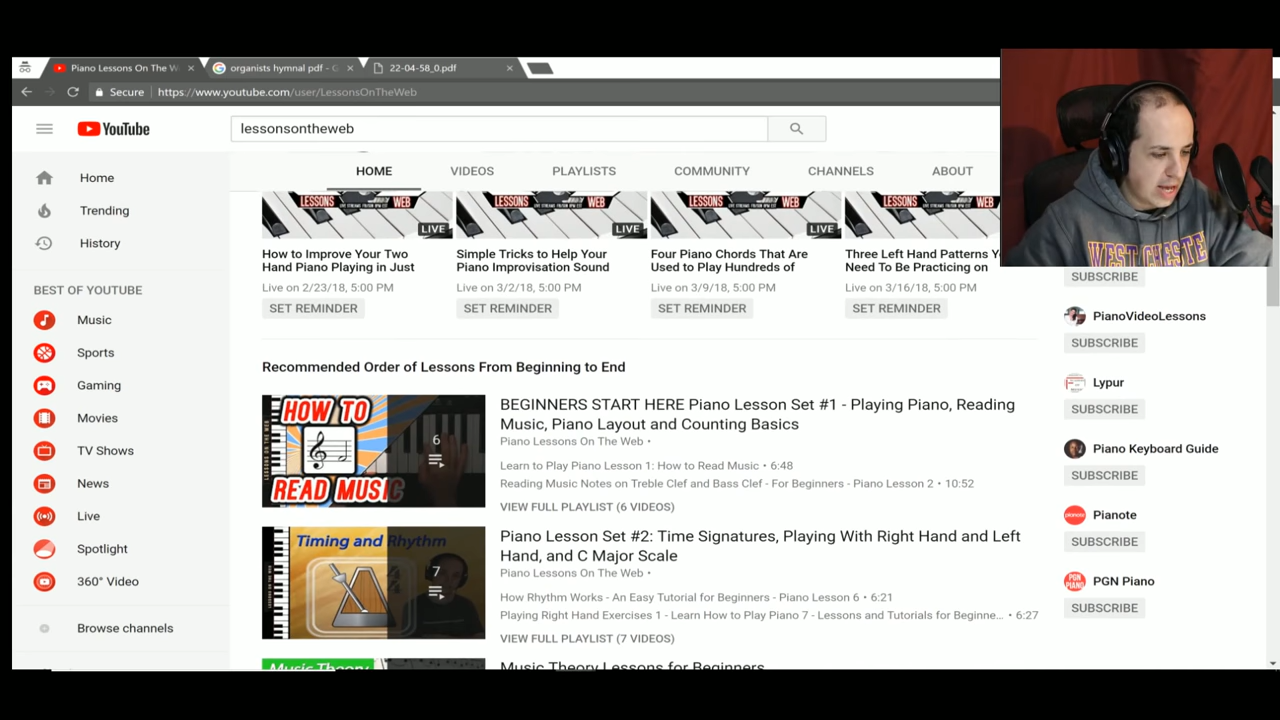 Piano Lessons On The W
organists hymnal pdf - G
22-04-58_0.pdf
Secure
https://www.youtube.com/user/LessonsOnTheWeb
YouTube
lessonsontheweb
HOME
VIDEOS
PLAYLISTS
COMMUNITY
CHANNELS
ABOUT
Home
Trending
History
BEST OF YOUTUBE
Music
Sports
Gaming
Movies
TV Shows
News
Live
Spotlight
360° Video
Browse channels
LESSONS WEB
LESSONS WEB
LESSONS WEB
LESSONS WEB
LIVE
LIVE
LIVE
How to Improve Your Two
Hand Piano Playing in Just
Live on 2/23/18, 5:00 PM
SET REMINDER
Simple Tricks to Help Your
Piano Improvisation Sound
Live on 3/2/18, 5:00 PM
SET REMINDER
Four Piano Chords That Are
Used to Play Hundreds of
Live on 3/9/18, 5:00 PM
SET REMINDER
Three Left Hand Patterns Y
Need To Be Practicing on
Live on 3/16/18, 5:00 PM
SET REMINDER
Recommended Order of Lessons From Beginning to End
HOW TO
READ MUSIC
6
BEGINNERS START HERE Piano Lesson Set #1 - Playing Piano, Reading
Music, Piano Layout and Counting Basics
Piano Lessons On The Web •
Learn to Play Piano Lesson 1: How to Read Music • 6:48
Reading Music Notes on Treble Clef and Bass Clef - For Beginners - Piano Lesson 2 • 10:52
VIEW FULL PLAYLIST (6 VIDEOS)
Timing and Rhythm
7
Piano Lesson Set #2: Time Signatures, Playing With Right Hand and Left
Hand, and C Major Scale
Piano Lessons On The Web •
How Rhythm Works - An Easy Tutorial for Beginners - Piano Lesson 6 • 6:21
Playing Right Hand Exercises 1 - Learn How to Play Piano 7 - Lessons and Tutorials for Beginne... • 6:27
VIEW FULL PLAYLIST (7 VIDEOS)
Music Theory
Music Theory Lessons for Beginners
WEST CHESTE
SUBSCRIBE
PianoVideoLessons
SUBSCRIBE
Lypur
SUBSCRIBE
Piano Keyboard Guide
SUBSCRIBE
Pianote
SUBSCRIBE
PGN PIANO
PGN Piano
SUBSCRIBE